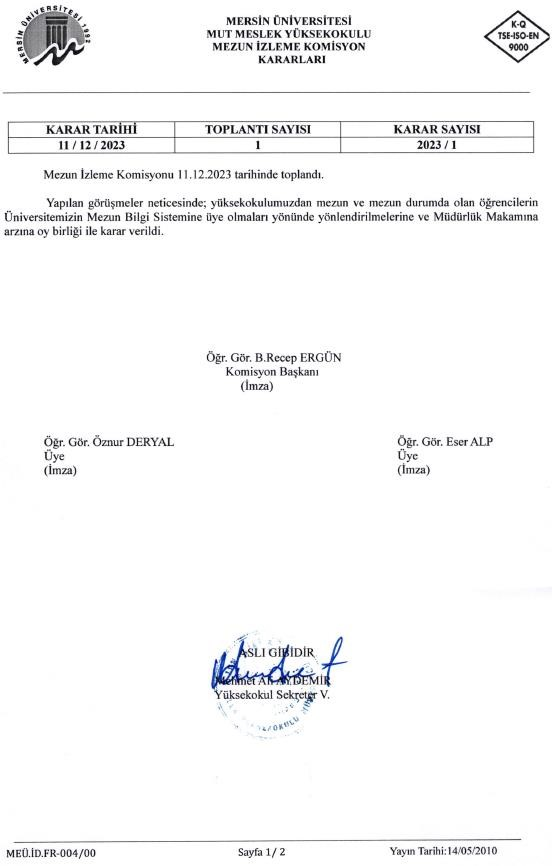 MERSİN ÜNİVERSİTESİ 1992
MERSİN ÜNİVERSİTESİ
MUT MESLEK YÜKSEKOKULU
MEZUN İZLEME KOMİSYON
KARARLARI
K-Q
TSE-ISO-EN
9000
KARAR TARİHİ TOPLANTI SAYISI KARAR SAYISI
11 / 12 / 2023 1 2023 / 1
Mezun İzleme Komisyonu 11.12.2023 tarihinde toplandı.
Yapılan görüşmeler neticesinde; yüksekokulumuzdan mezun ve mezun durumda olan öğrencilerin
Üniversitemizin Mezun Bilgi Sistemine üye olmaları yönünde yönlendirilmelerine ve Müdürlük Makamına
arzına oy birliği ile karar verildi.
Öğr. Gör. B.Recep ERGÜN
Komisyon Başkanı
(İmza)
Öğr. Gör. Öznur DERYAL Öğr. Gör. Eser ALP
Üye Üye
(İmza) (İmza)
ASLI GİBİDİR
Mehmet Ali AYDEMİR
Yüksekokul Sekreter V.
MEÜ.İD.FR-004/00 Sayfa 1/ 2 Yayın Tarihi:14/05/2010